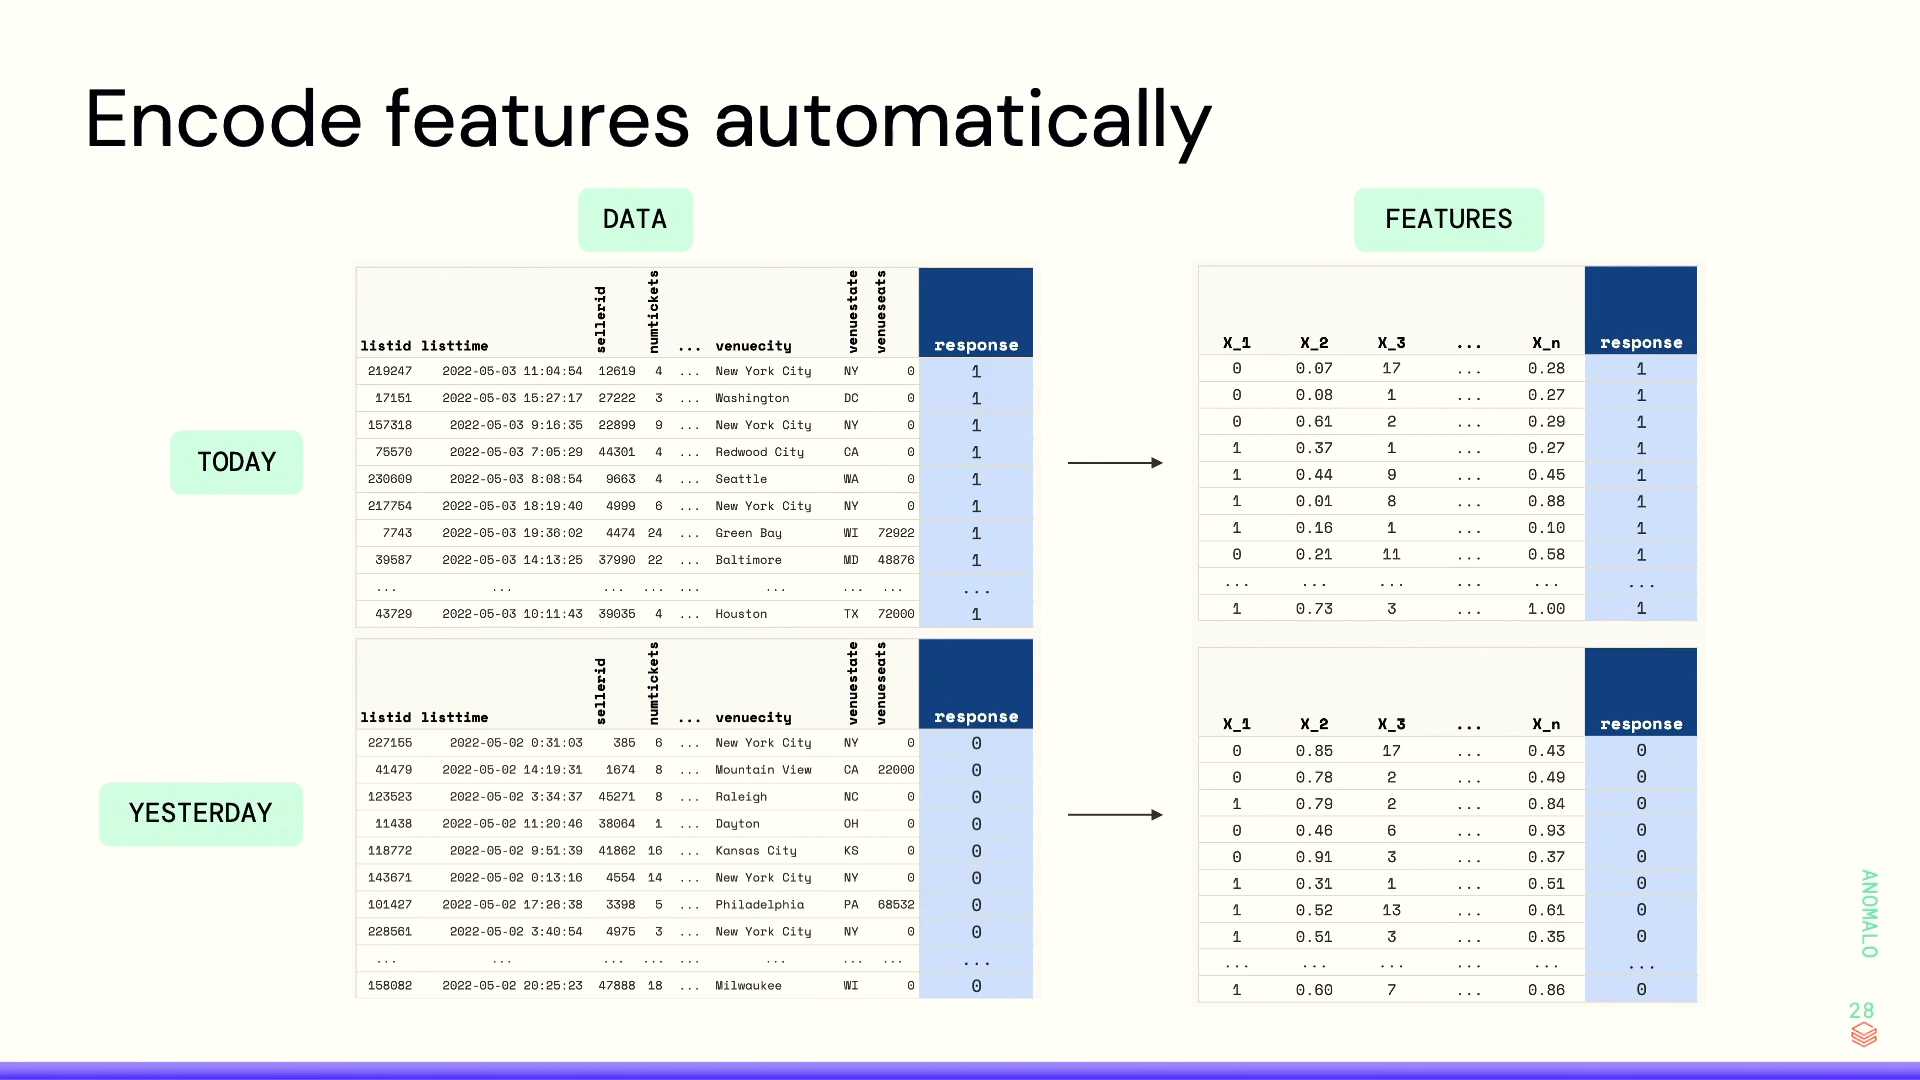 Encode features automatically
DATA
FEATURES
TODAY
listid listtime sellerid numtickets ... venuecity venuestate venueseats response
219247 2022-05-03 11:04:54 12619 4 ... New York City NY 0 1
17151 2022-05-03 15:27:17 27222 3 ... Washington DC 0 1
157318 2022-05-03 9:16:35 22899 9 ... New York City NY 0 1
75570 2022-05-03 7:05:29 44301 4 ... Redwood City CA 0 1
230609 2022-05-03 8:08:54 9663 4 ... Seattle WA 0 1
217754 2022-05-03 18:19:40 4999 6 ... New York City NY 0 1
7743 2022-05-03 19:36:02 4474 24 ... Green Bay WI 72922 1
39587 2022-05-03 14:13:25 37990 22 ... Baltimore MD 48876 1
... ... ... ... ... ... ... ... ...
43729 2022-05-03 10:11:43 39035 4 ... Houston TX 72000 1
X_1 X_2 X_3 ... X_n response
0 0.07 17 ... 0.28 1
0 0.08 1 ... 0.27 1
0 0.61 2 ... 0.29 1
1 0.37 1 ... 0.27 1
1 0.44 9 ... 0.45 1
1 0.01 8 ... 0.88 1
1 0.16 1 ... 0.10 1
0 0.21 11 ... 0.58 1
... ... ... ... ... ...
1 0.73 3 ... 1.00 1
YESTERDAY
listid listtime sellerid numtickets ... venuecity venuestate venueseats response
227155 2022-05-02 0:31:03 385 6 ... New York City NY 0 0
41479 2022-05-02 14:19:31 1674 8 ... Mountain View CA 22000 0
123523 2022-05-02 3:34:37 45271 8 ... Raleigh NC 0 0
11438 2022-05-02 11:20:46 38064 1 ... Dayton OH 0 0
118772 2022-05-02 9:51:39 41862 16 ... Kansas City KS 0 0
143671 2022-05-02 0:13:16 4554 14 ... New York City NY 0 0
101427 2022-05-02 17:26:38 3398 5 ... Philadelphia PA 68532 0
228561 2022-05-02 3:40:54 4975 3 ... New York City NY 0 0
... ... ... ... ... ... ... ... ...
158082 2022-05-02 20:25:23 47888 18 ... Milwaukee WI 0 0
X_1 X_2 X_3 ... X_n response
0 0.85 17 ... 0.43 0
0 0.78 2 ... 0.49 0
1 0.79 2 ... 0.84 0
0 0.46 6 ... 0.93 0
0 0.91 3 ... 0.37 0
1 0.31 1 ... 0.51 0
1 0.52 13 ... 0.61 0
1 0.51 3 ... 0.35 0
... ... ... ... ... ...
1 0.60 7 ... 0.86 0
ANOMALO
28